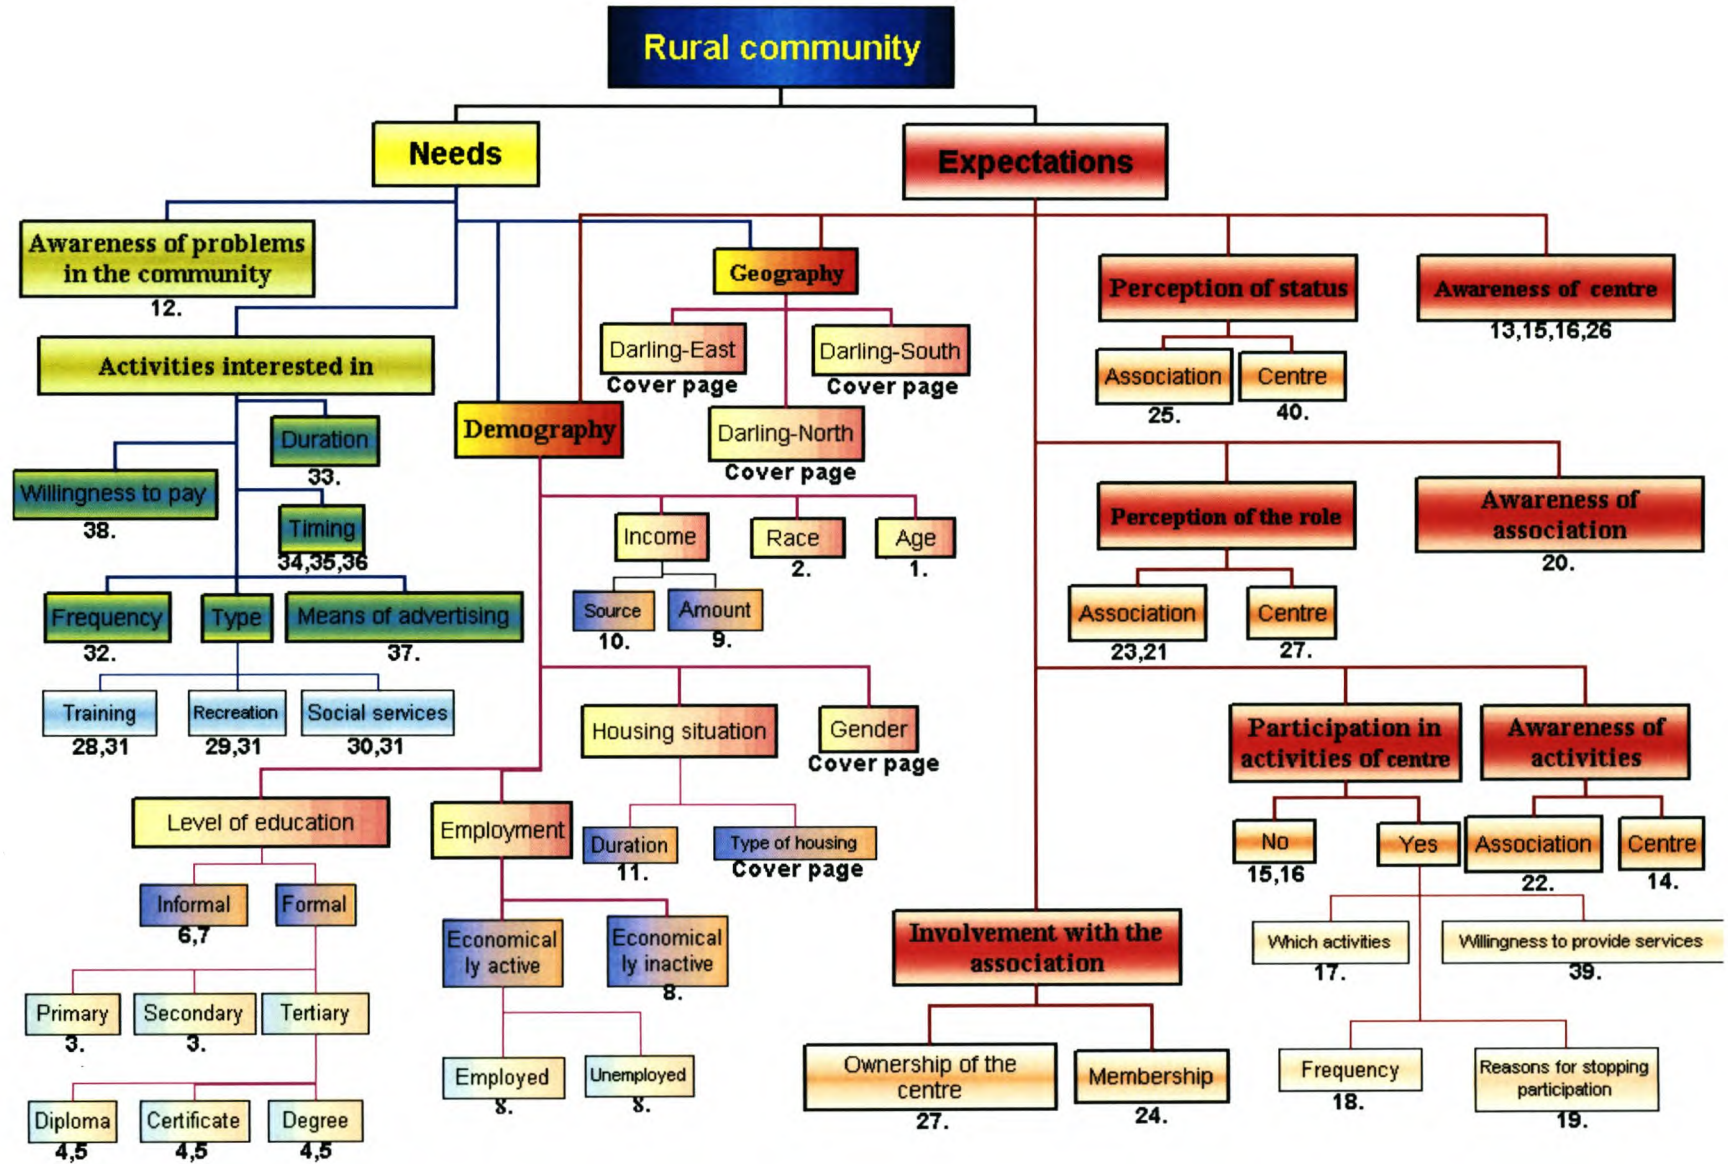 Rural community
Needs
Expectations
Awareness of problems
in the community
12.
Activities interested in
Duration
33.
Willingness to pay
38.
Timing
34,35,36
Frequency
32.
Type
Means of advertising
37.
Training
28,31
Recreation
29,31
Social services
30,31
Geography
Darling-East
Cover page
Darling-South
Cover page
Darling-North
Cover page
Demography
Income
Race
2.
Age
1.
Source
10.
Amount
9.
Housing situation
Gender
Cover page
Duration
11.
Type of housing
Cover page
Level of education
Informal
6,7
Formal
Primary
3.
Secondary
3.
Tertiary
Diploma
4,5
Certificate
4,5
Degree
4,5
Employment
Economical
ly active
Economical
ly inactive
8.
Employed
8.
Unemployed
8.
Perception of status
Association
25.
Centre
40.
Awareness of centre
13,15,16,26
Perception of the role
Association
23,21
Centre
27.
Awareness of
association
20.
Participation in
activities of centre
No
15,16
Yes
Awareness of
activities
Association
22.
Centre
14.
Which activities
17.
Willingness to provide services
39.
Frequency
18.
Reasons for stopping
participation
19.
Involvement with the
association
Ownership of the
centre
27.
Membership
24.